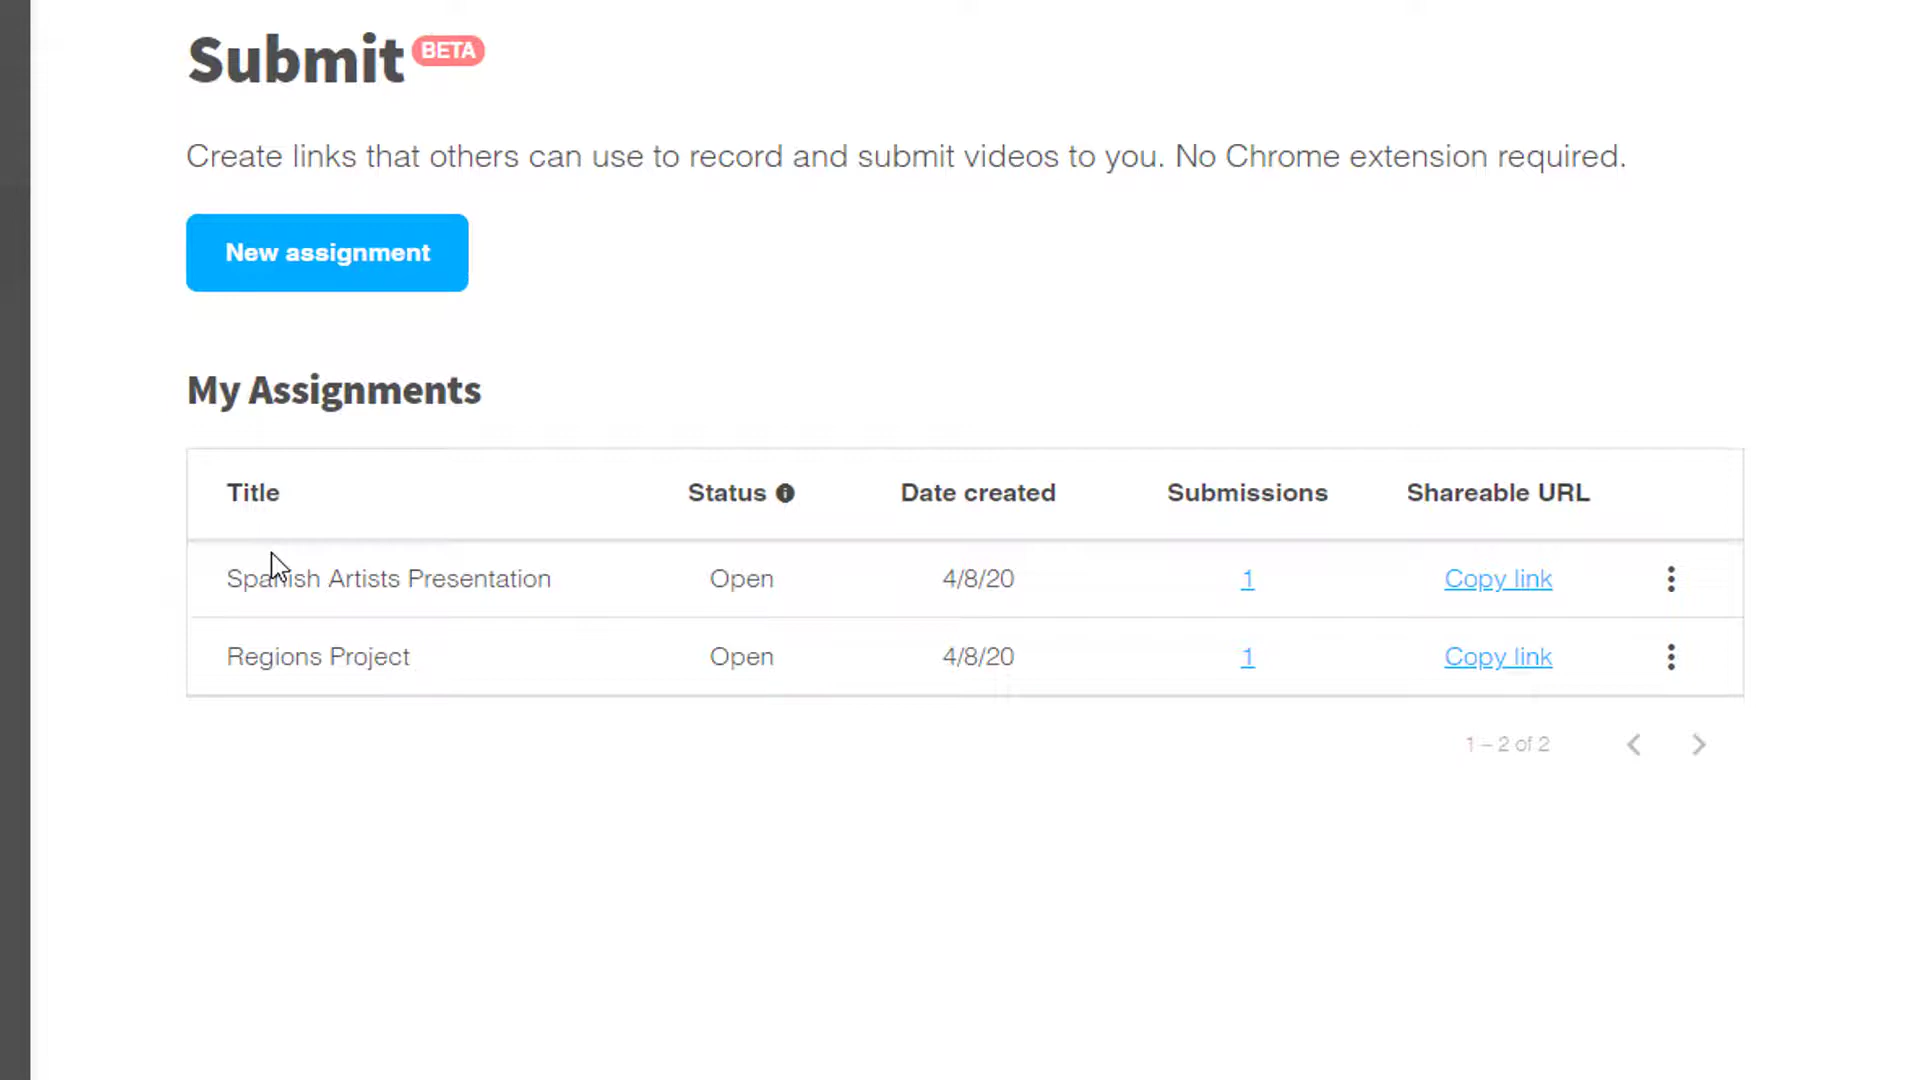 Submit BETA
Create links that others can use to record and submit videos to you. No Chrome extension required.
New assignment
My Assignments
Title Status Date created Submissions Shareable URL
Spanish Artists Presentation Open 4/8/20 1 Copy link
Regions Project Open 4/8/20 1 Copy link
1 – 2 of 2